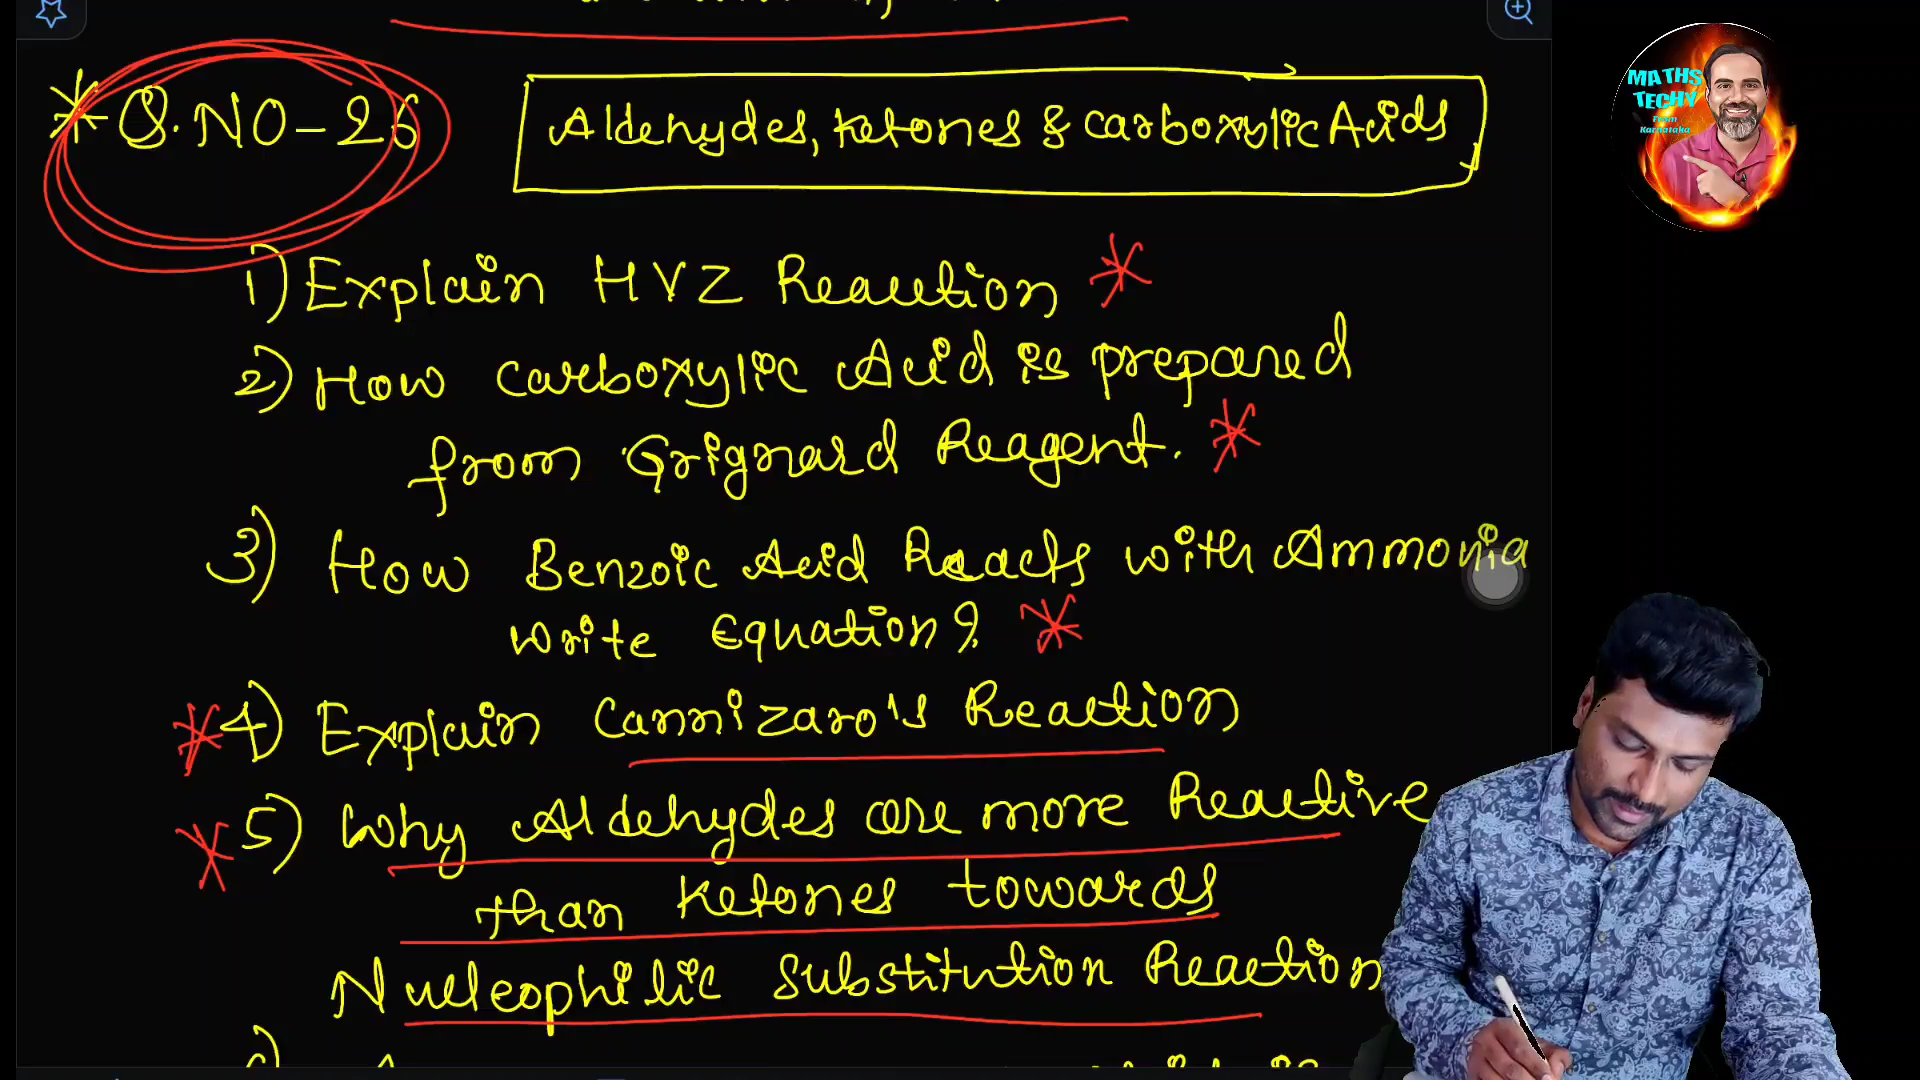 * Q.NO-26
Aldehydes, Ketones & carboxylic Acids
1) Explain HVZ Reaction *
2) How carboxylic Acid is prepared
from Grignard Reagent. *
3) How Benzoic Acid Reacts with Ammonia
write Equation? *
* 4) Explain Cannizaro's Reaction
* 5) Why Aldehydes are more Reactive
than Ketones towards
Nucleophilic substitution Reaction
MATHS
TECHY
From
Karnataka